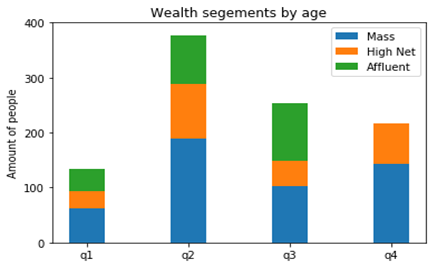 Wealth segements by age
Amount of people
400
300
200
100
0
Mass
High Net
Affluent
q1 q2 q3 q4